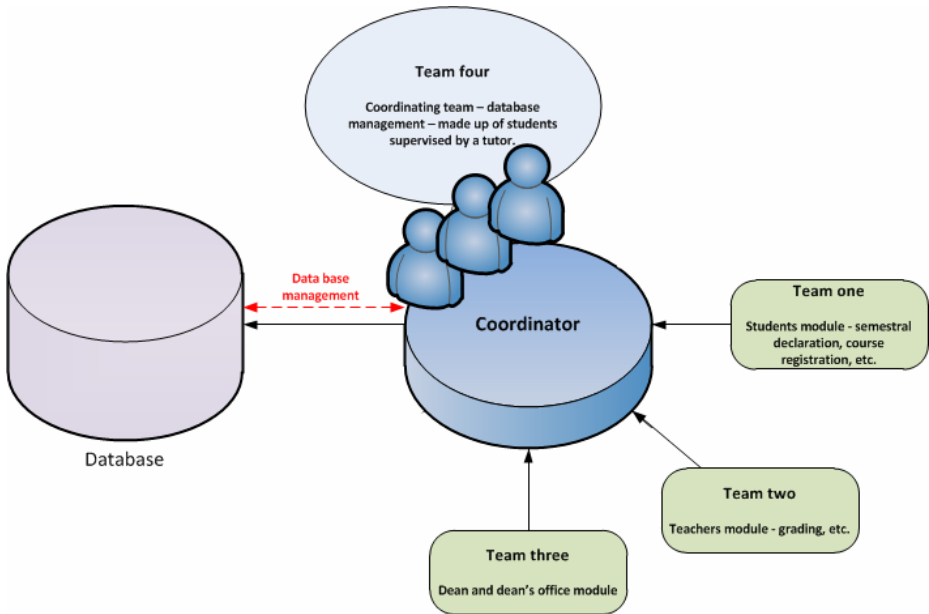 Team four
Coordinating team – database
management – made up of students
supervised by a tutor.
Data base
management
Coordinator
Team one
Students module - semestral
declaration, course
registration, etc.
Database
Team two
Teachers module - grading, etc.
Team three
Dean and dean's office module